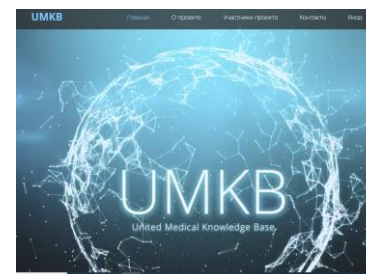 UMKB Главная О проекте Участники проекта Контакты Вход
UMKB
United Medical Knowledge Base